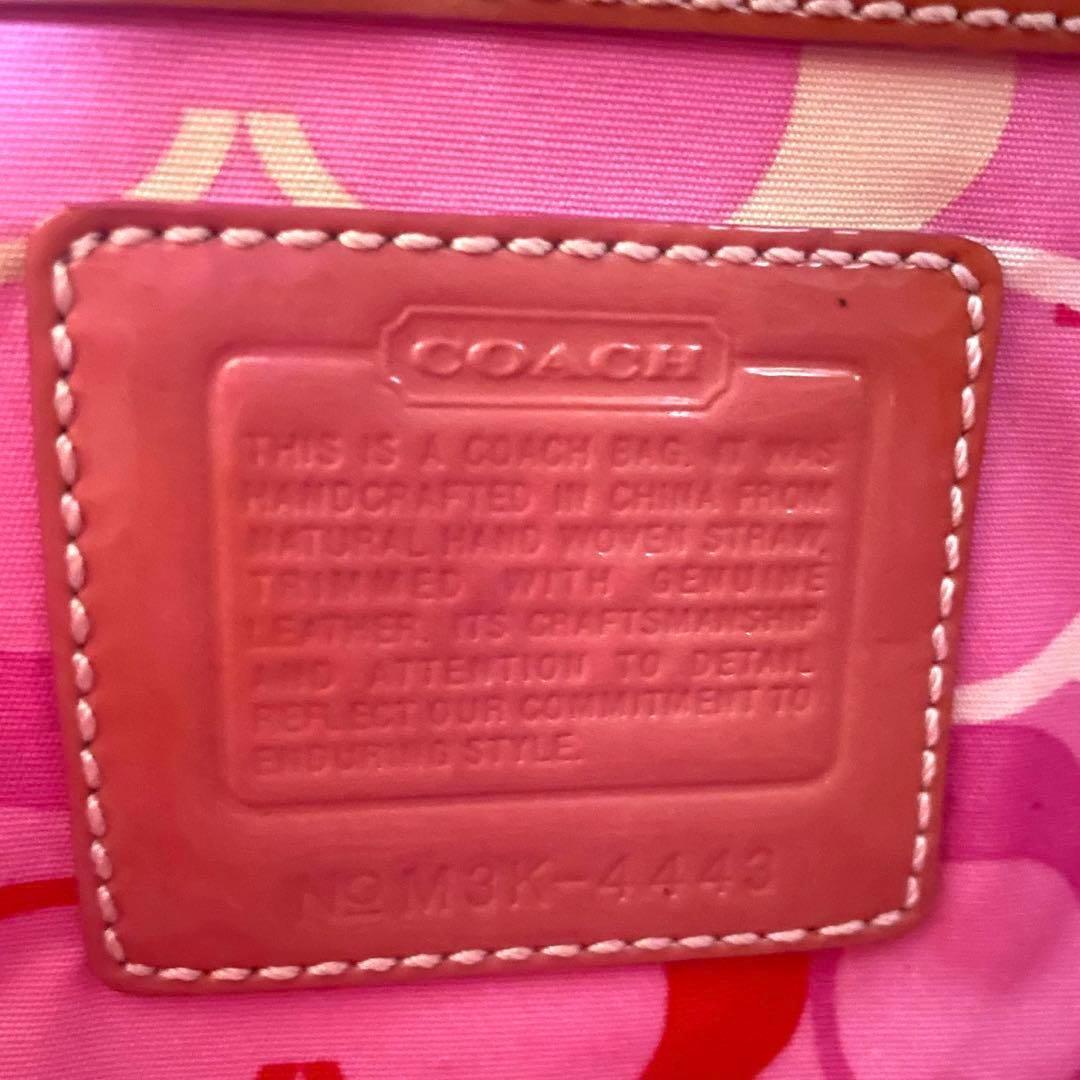 COACH
THIS IS A COACH BAG. IT WAS
HANDCRAFTED IN CHINA FROM
NATURAL HAND WOVEN STRAW,
TRIMMED WITH GENUINE
LEATHER. ITS CRAFTSMANSHIP
AND ATTENTION TO DETAIL
REFLECT OUR COMMITMENT TO
ENDURING STYLE.
Nº M3K-4443